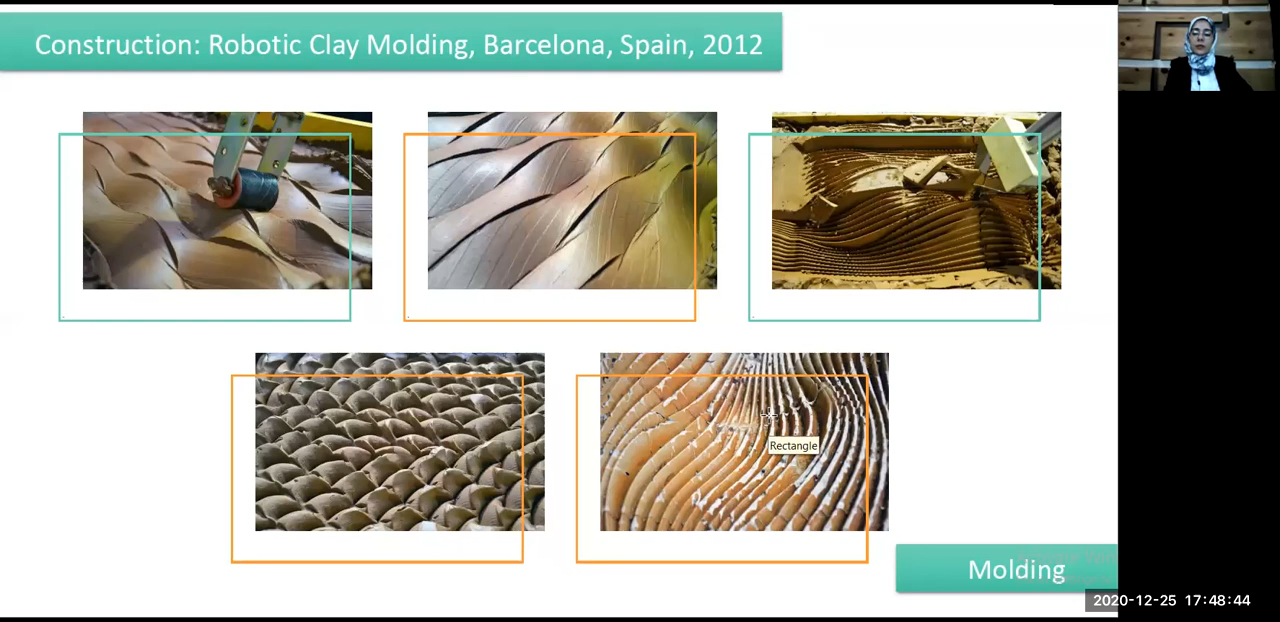 Construction: Robotic Clay Molding, Barcelona, Spain, 2012
Rectangle
Molding
2020-12-25 17:48:44